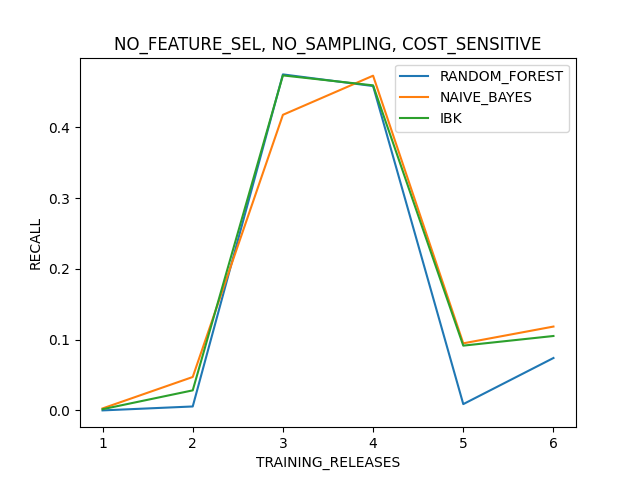 NO_FEATURE_SEL, NO_SAMPLING, COST_SENSITIVE
RANDOM_FOREST
NAIVE_BAYES
IBK
RECALL
0.4
0.3
0.2
0.1
0.0
1 2 3 4 5 6
TRAINING_RELEASES